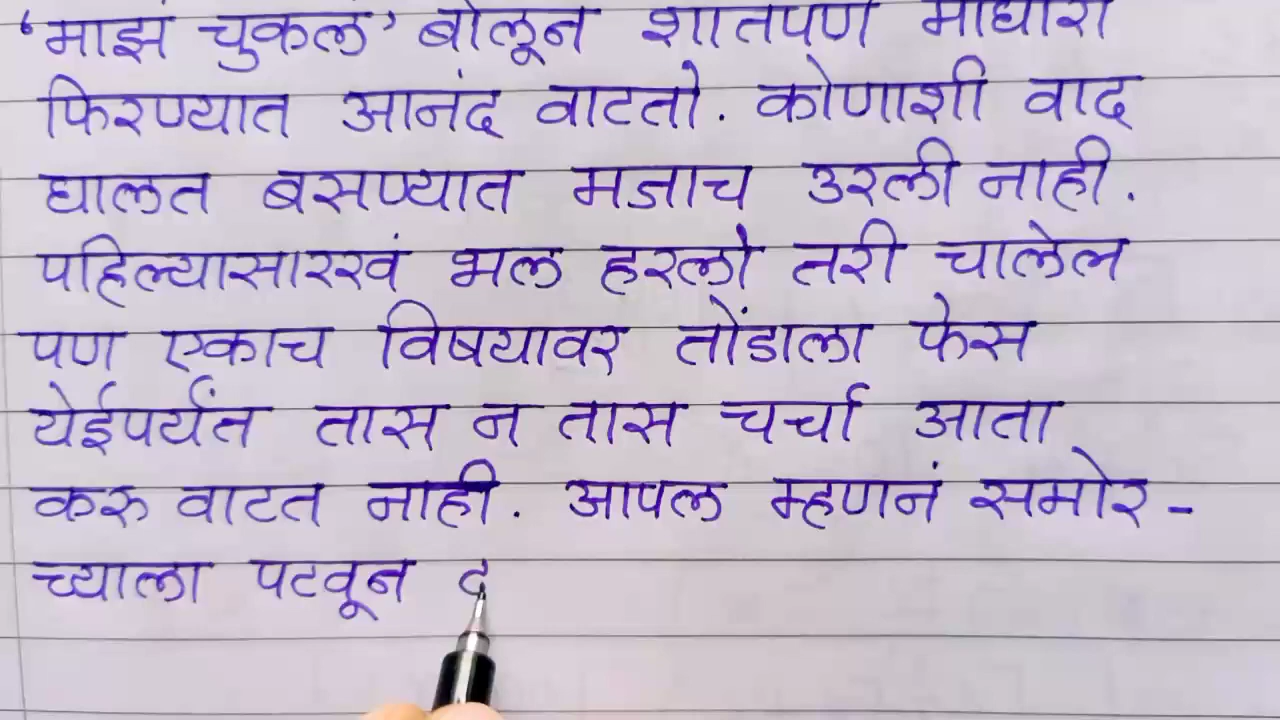 'माझं चुकलं' बोलून शांतपणे माघारी
फिरण्यात आनंद वाटतो. कोणाशी वाद
घालत बसण्यात मजाच उरली नाही.
पहिल्यासारखं भल हरलो तरी चालेल
पण एकाच विषयावर तोंडाला फेस
येईपर्यंत तास न तास चर्चा आता
करु वाटत नाही. आपल म्हणनं समोर-
च्याला पटवून